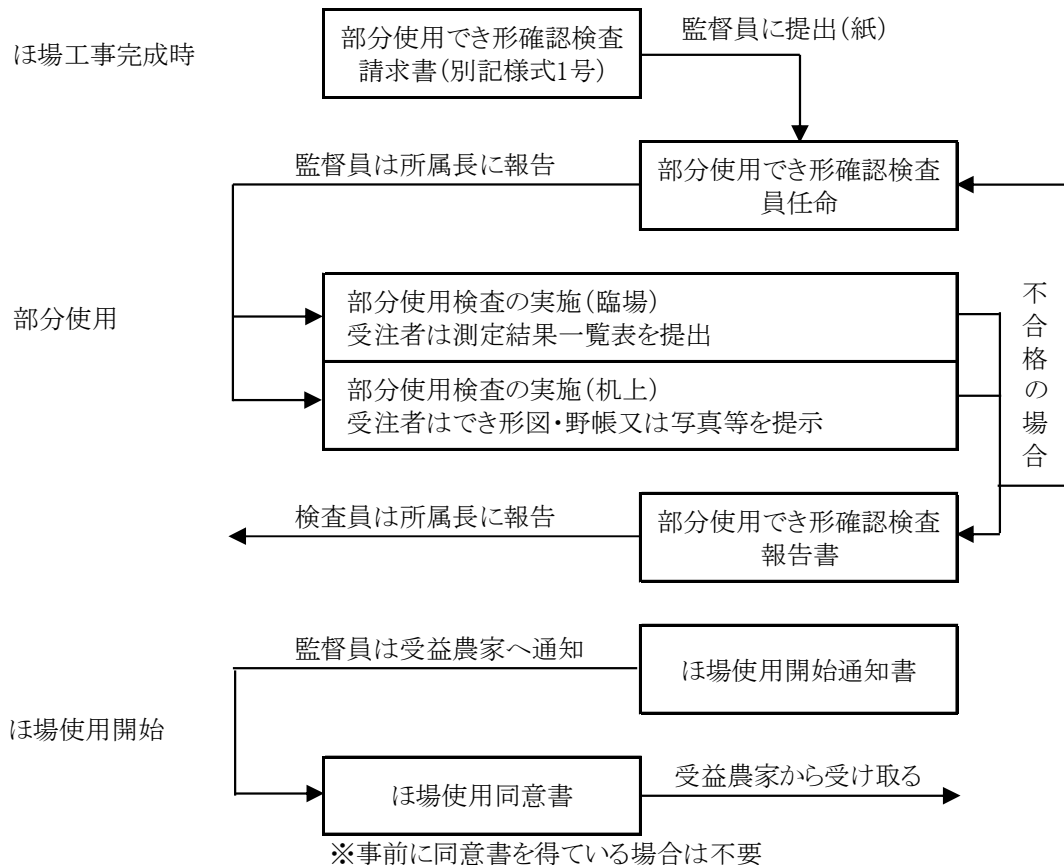 ほ場工事完成時
部分使用でき形確認検査
請求書(別記様式1号)
監督員に提出(紙)
監督員は所属長に報告
部分使用でき形確認検査
員任命
部分使用
部分使用検査の実施(臨場)
受注者は測定結果一覧表を提出
部分使用検査の実施(机上)
受注者はでき形図・野帳又は写真等を提示
不合格の場合
検査員は所属長に報告
部分使用でき形確認検査
報告書
監督員は受益農家へ通知
ほ場使用開始通知書
ほ場使用開始
ほ場使用同意書
受益農家から受け取る
※事前に同意書を得ている場合は不要